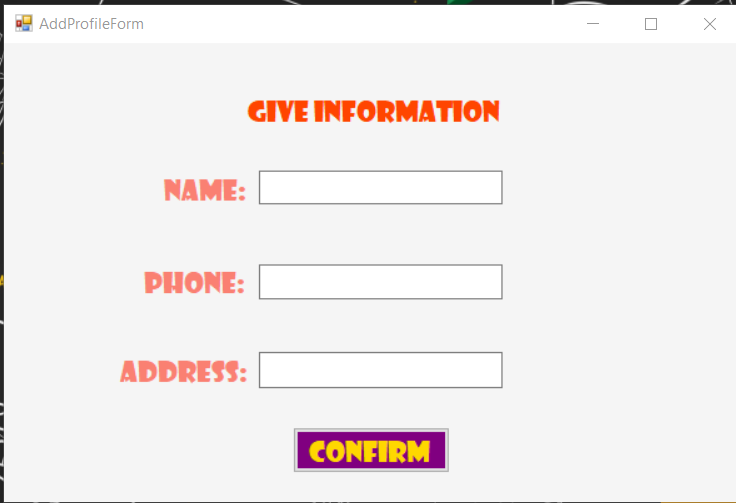 AddProfileForm
GIVE INFORMATION
NAME:
PHONE:
ADDRESS:
CONFIRM